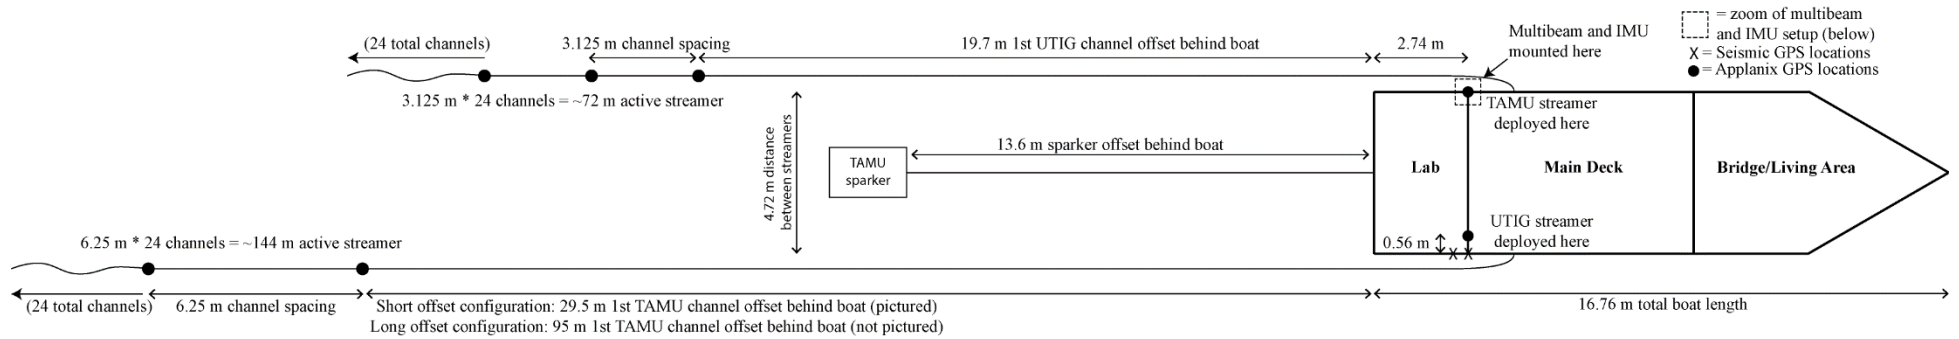 (24 total channels)
3.125 m channel spacing
19.7 m 1st UTIG channel offset behind boat
2.74 m
Multibeam and IMU
mounted here
= zoom of multibeam
and IMU setup (below)
X = Seismic GPS locations
= Applanix GPS locations
3.125 m * 24 channels = ~72 m active streamer
4.72 m distance
between streamers
TAMU
sparker
13.6 m sparker offset behind boat
TAMU streamer
deployed here
Lab
Main Deck
Bridge/Living Area
UTIG streamer
deployed here
0.56 m
X X
6.25 m * 24 channels = ~144 m active streamer
(24 total channels)
6.25 m channel spacing
Short offset configuration: 29.5 m 1st TAMU channel offset behind boat (pictured)
Long offset configuration: 95 m 1st TAMU channel offset behind boat (not pictured)
16.76 m total boat length